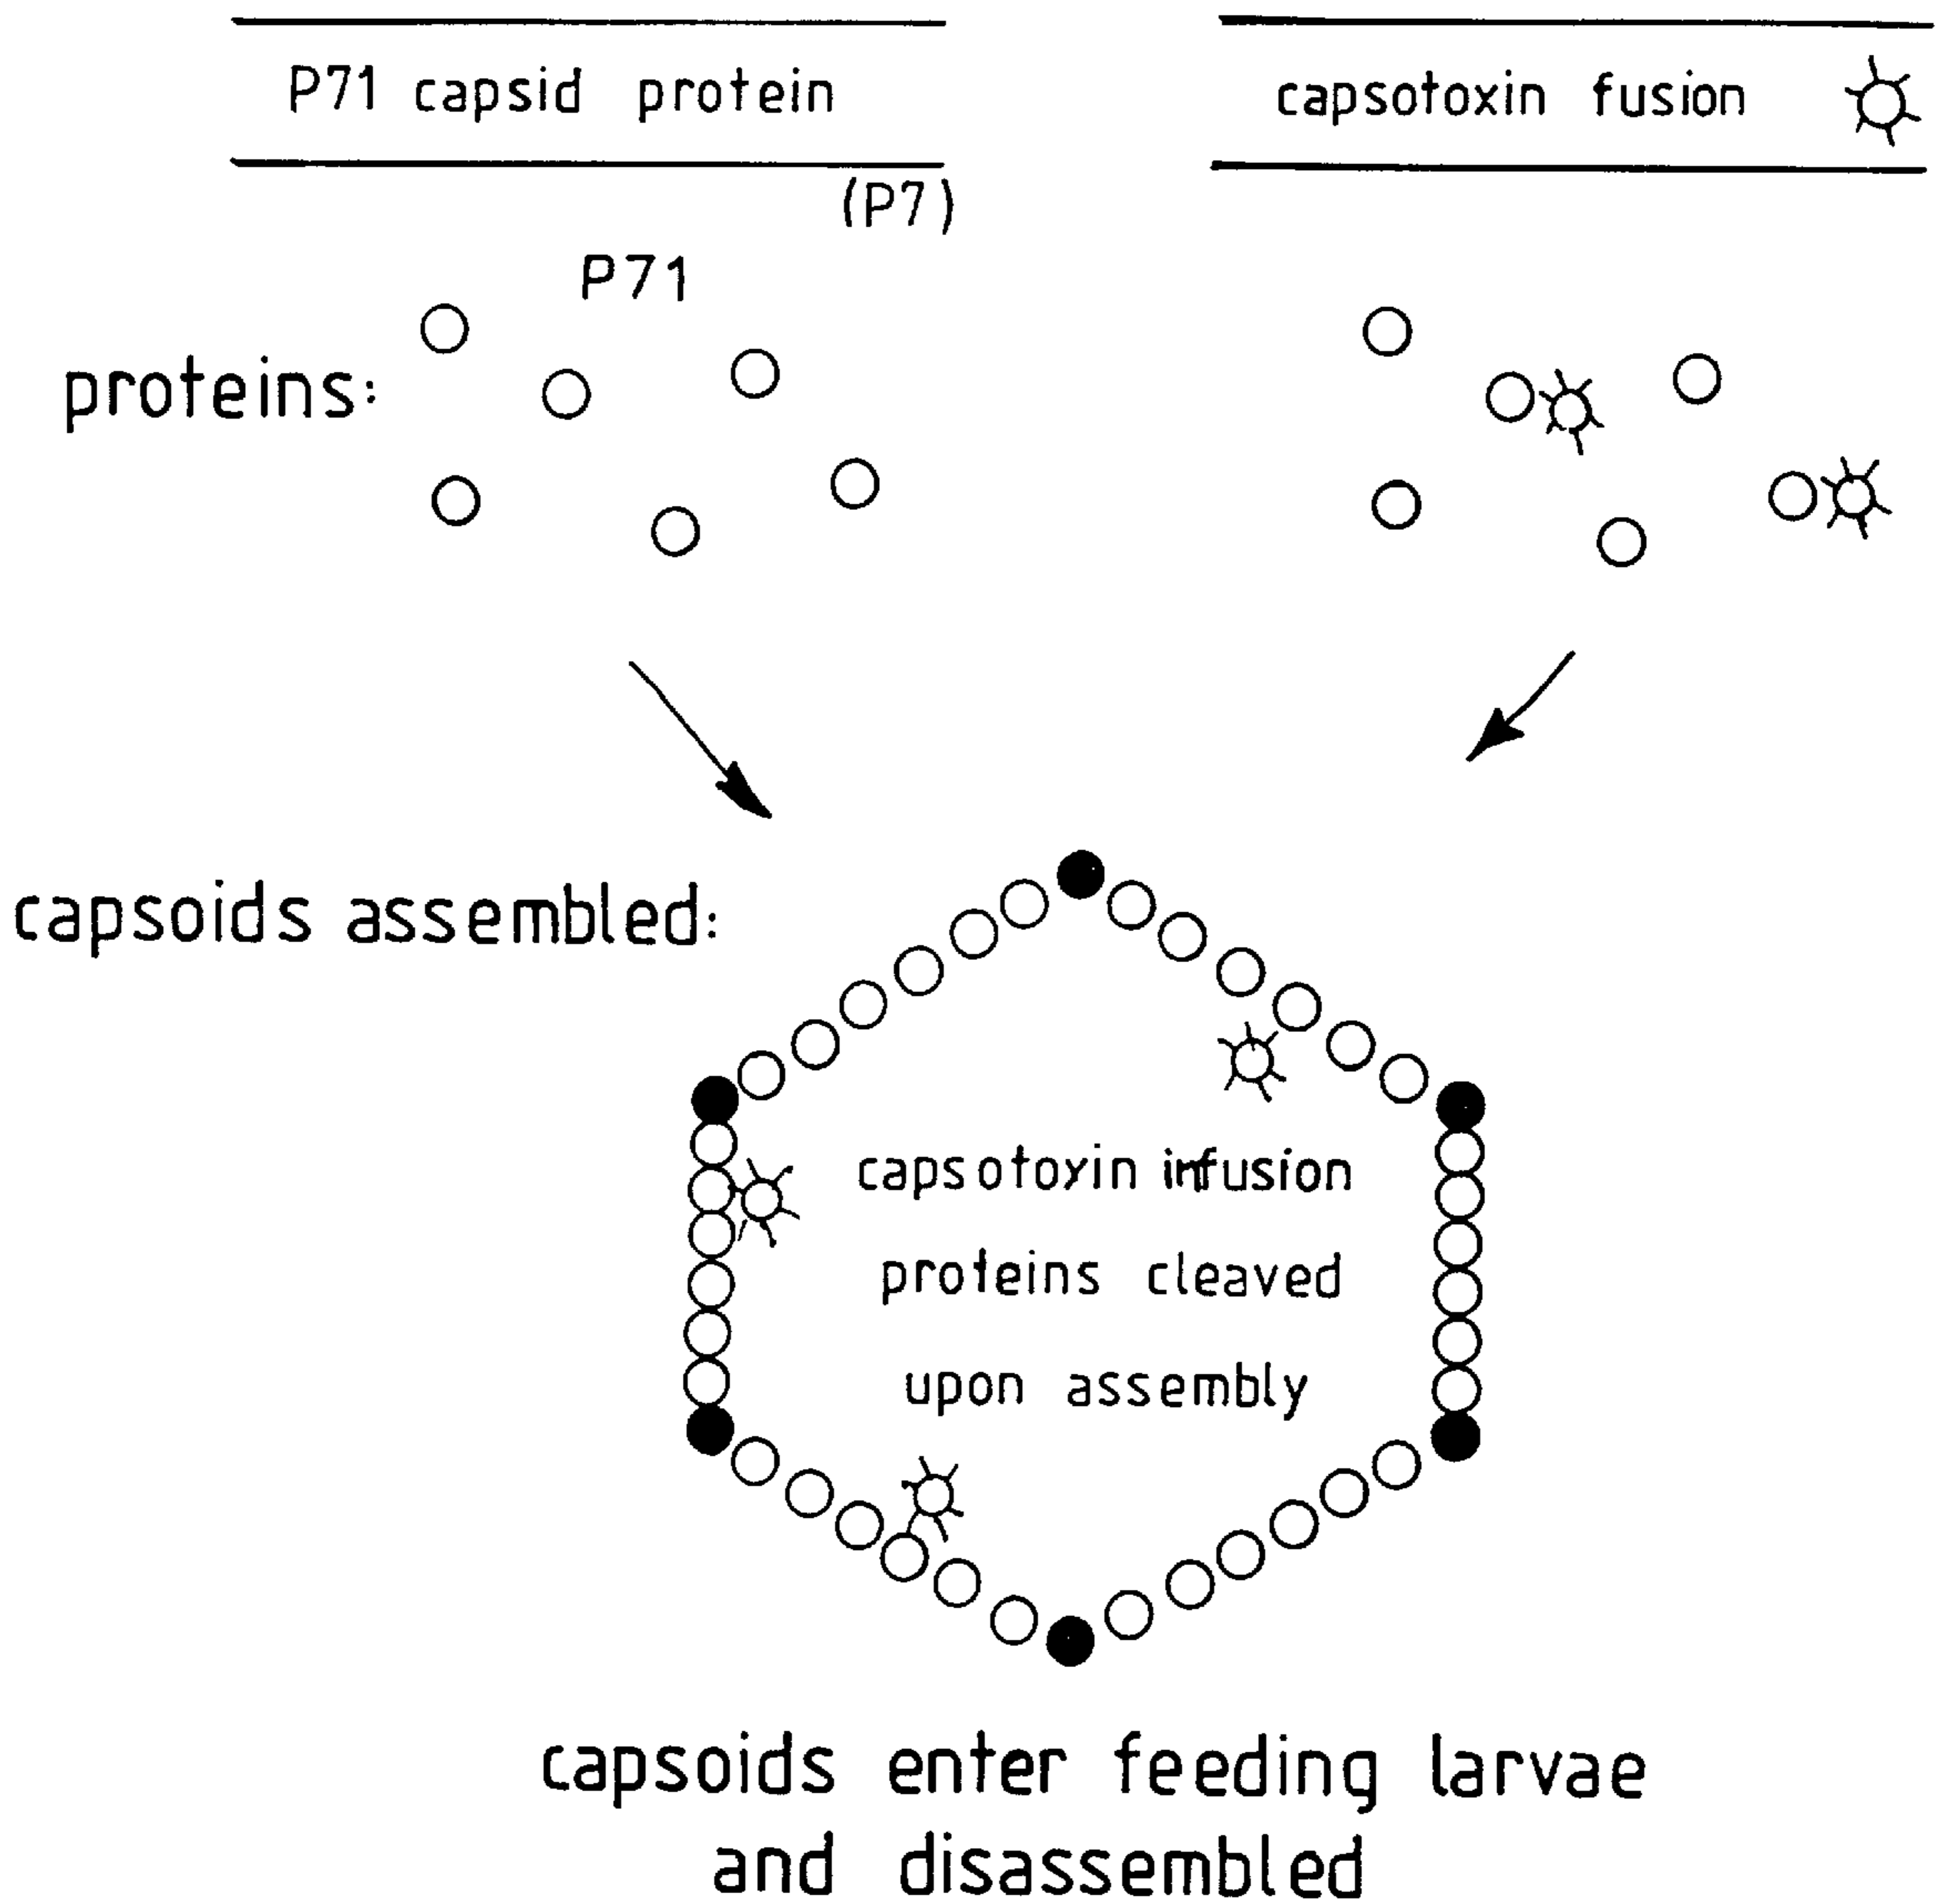 P71 capsid protein
capsotoxin fusion
(P7)
P71
proteins:
capsoids assembled:
capsotoxin infusion
proteins cleaved
upon assembly
capsoids enter feeding larvae
and disassembled